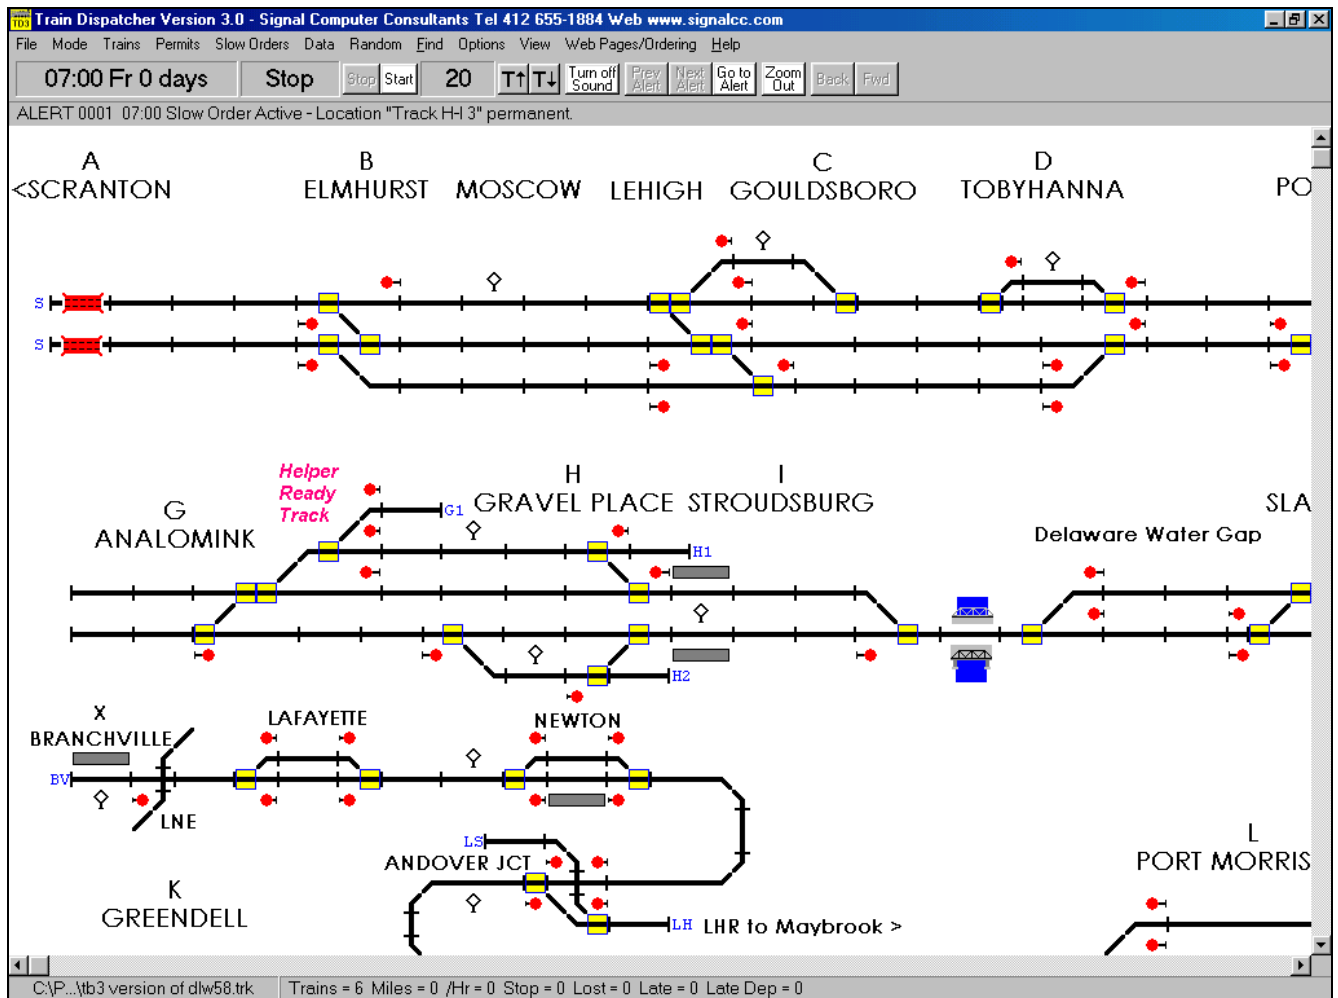 TD3 Train Dispatcher Version 3.0 - Signal Computer Consultants Tel 412 655-1884 Web www.signalcc.com
File Mode Trains Permits Slow Orders Data Random Find Options View Web Pages/Ordering Help
07:00 Fr 0 days Stop Stop Start 20 T↑ T↓ Turn off Sound Prev Alert Next Alert Go to Alert Zoom Out Back Fwd
ALERT 0001 07:00 Slow Order Active - Location "Track H-I 3" permanent.
A B C D
<SCRANTON ELMHURST MOSCOW LEHIGH GOULDSBORO TOBYHANNA PO
S
S
Helper
Ready
Track
H I
G G1 GRAVEL PLACE STROUDSBURG SLA
ANALOMINK Delaware Water Gap
H1
H2
X LAFAYETTE NEWTON
BRANCHVILLE
BV
LNE
LS L
ANDOVER JCT PORT MORRIS
K
GREENDELL
LH LHR to Maybrook >
C:\P...\tb3 version of dlw58.trk Trains = 6 Miles = 0 /Hr = 0 Stop = 0 Lost = 0 Late = 0 Late Dep = 0